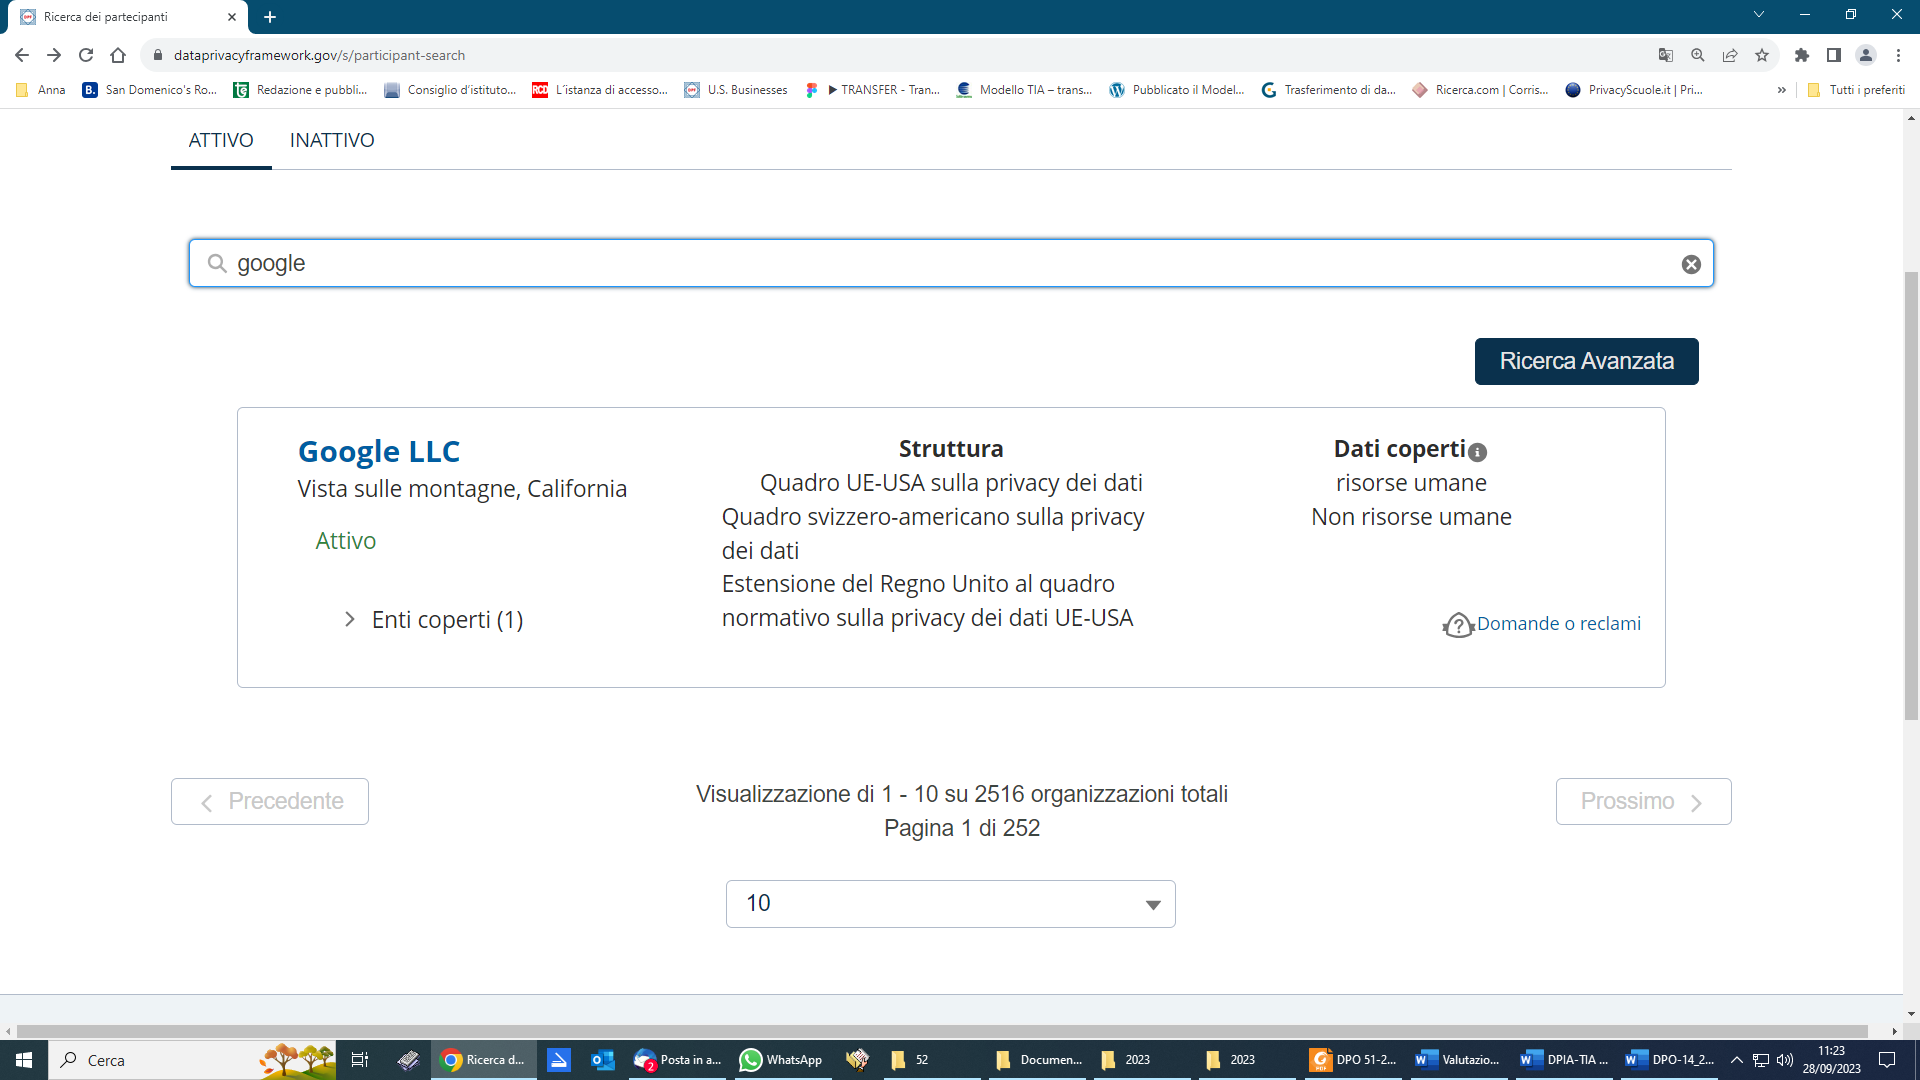 Ricerca dei partecipanti
dataprivacyframework.gov/s/participant-search
Anna
San Domenico's Ro...
Redazione e pubbli...
Consiglio d'istituto...
L'istanza di accesso...
U.S. Businesses
TRANSFER - Tran...
Modello TIA – trans...
Pubblicato il Model...
Trasferimento di da...
Ricerca.com | Corris...
PrivacyScuole.it | Pri...
»
Tutti i preferiti
ATTIVO INATTIVO
google
Ricerca Avanzata
Google LLC
Vista sulle montagne, California
Attivo
Enti coperti (1)
Struttura
Quadro UE-USA sulla privacy dei dati
Quadro svizzero-americano sulla privacy
dei dati
Estensione del Regno Unito al quadro
normativo sulla privacy dei dati UE-USA
Dati coperti
risorse umane
Non risorse umane
Domande o reclami
Precedente
Visualizzazione di 1 - 10 su 2516 organizzazioni totali
Pagina 1 di 252
Prossimo
10
Cerca
Ricerca d...
2
Posta in a...
WhatsApp
52
Documen...
2023
2023
DPO 51-2...
Valutazio...
DPIA-TIA ...
DPO-14_2...
11:23
28/09/2023